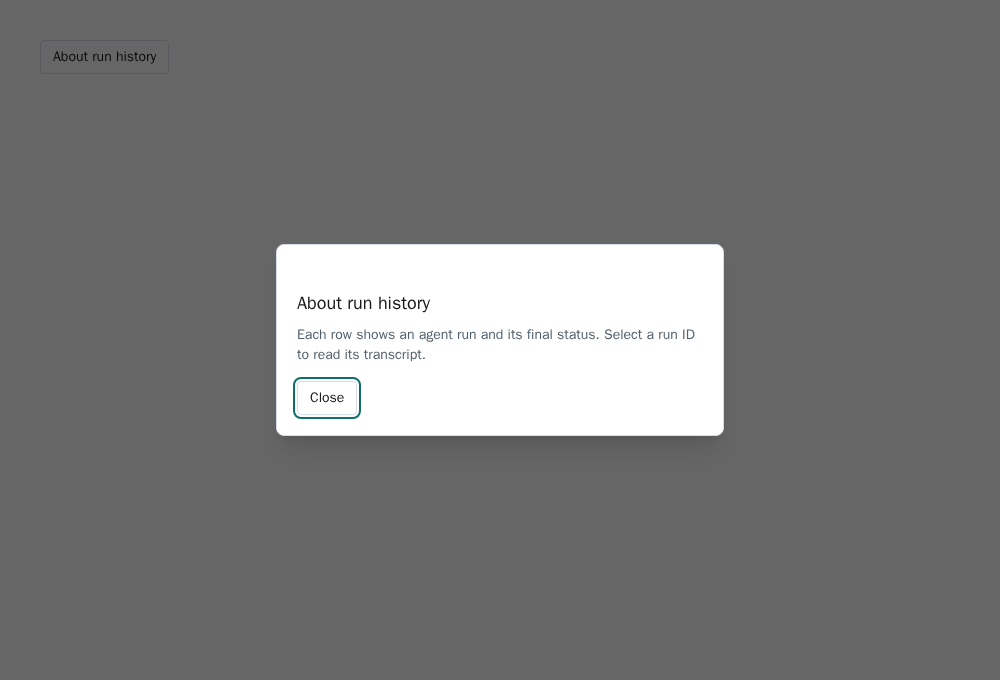 About run history
About run history
Each row shows an agent run and its final status. Select a run ID
to read its transcript.
Close